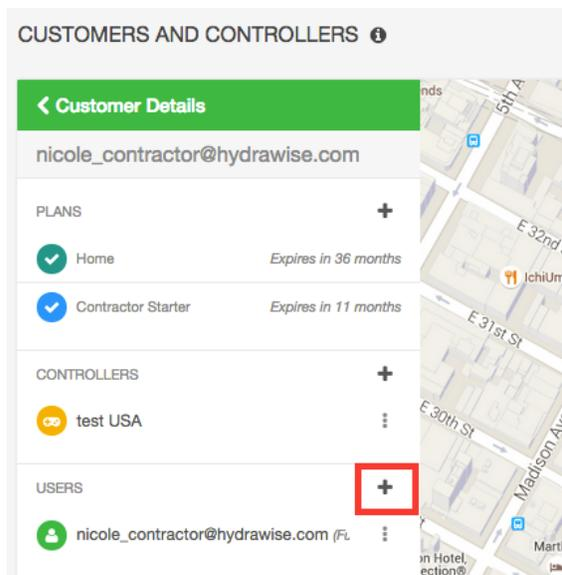 CUSTOMERS AND CONTROLLERS
Customer Details
nicole_contractor@hydrawise.com
PLANS
Home Expires in 36 months
Contractor Starter Expires in 11 months
CONTROLLERS
test USA
USERS
nicole_contractor@hydrawise.com
5th A
E 32nd
IchiUm
E 31st St
E 30th St
Madison Av
Mart
on Hotel,
ection®